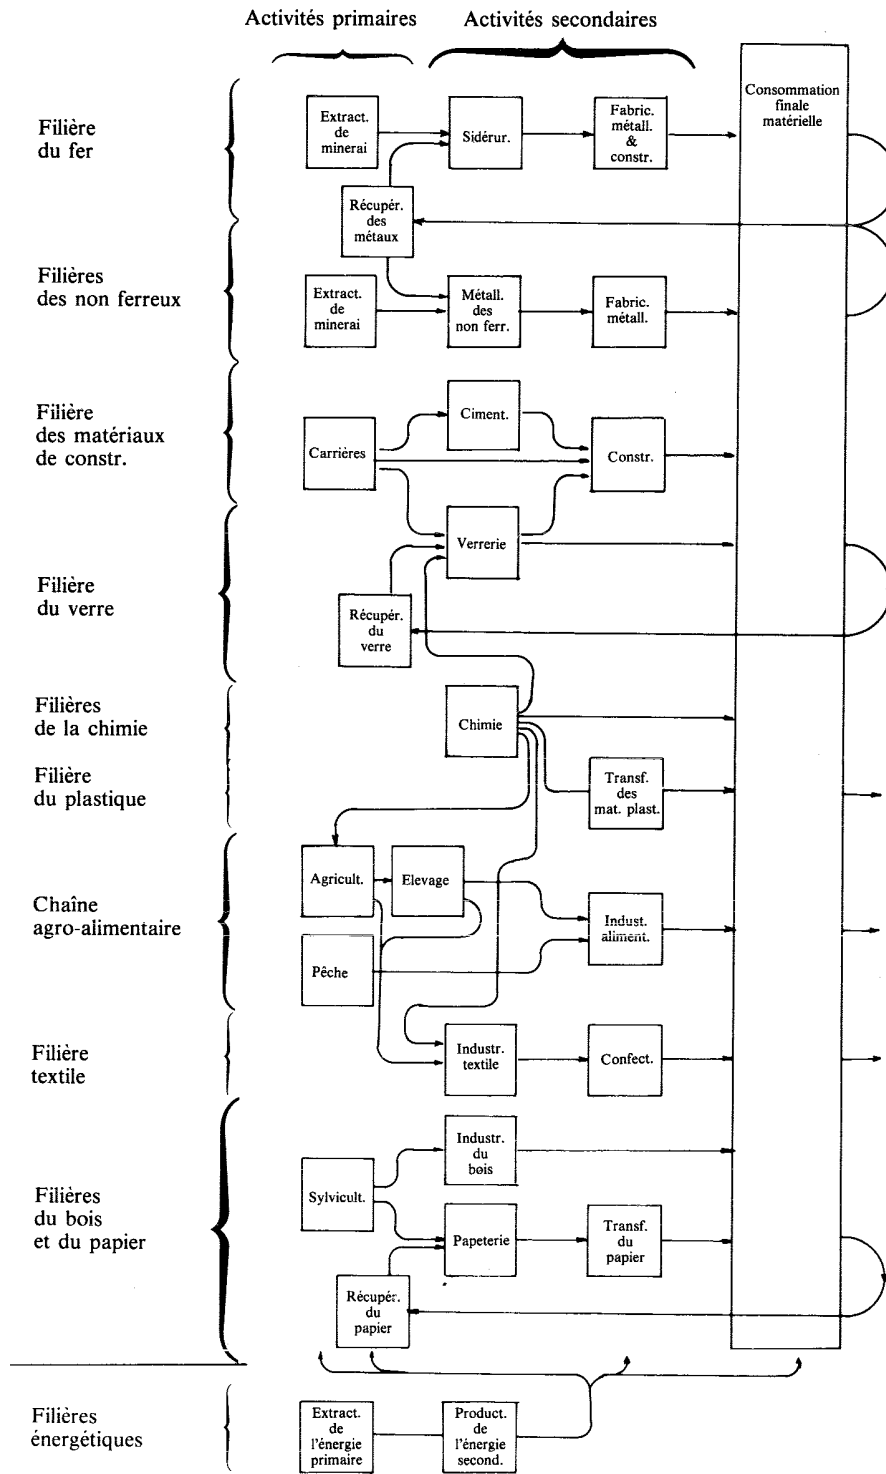 Activités primaires
Activités secondaires
Consommation
finale
matérielle
Filière
du fer
Extract.
de
minerai
Sidérur.
Fabric.
métall.
&
constr.
Récupér.
des
métaux
Filières
des non ferreux
Extract.
de
minerai
Métall.
des
non ferr.
Fabric.
métall.
Filière
des matériaux
de constr.
Carrières
Ciment.
Constr.
Filière
du verre
Verrerie
Récupér.
du
verre
Filières
de la chimie
Chimie
Filière
du plastique
Transf.
des
mat. plast.
Chaîne
agro-alimentaire
Agricult.
Elevage
Pêche
Indust.
aliment.
Filière
textile
Industr.
textile
Confect.
Filières
du bois
et du papier
Sylvicult.
Industr.
du
bois
Papeterie
Transf.
du
papier
Récupér.
du
papier
Filières
énergétiques
Extract.
de
l'énergie
primaire
Product.
de
l'énergie
second.